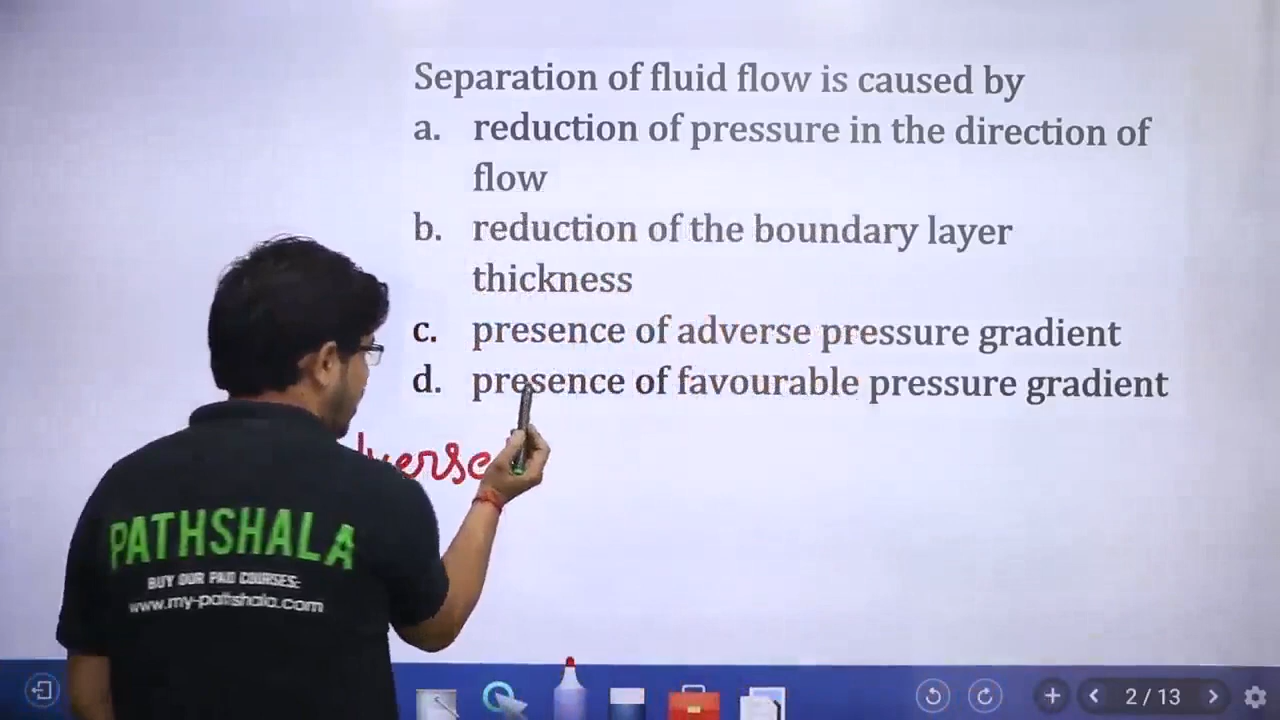 Separation of fluid flow is caused by
a. reduction of pressure in the direction of
flow
b. reduction of the boundary layer
thickness
c. presence of adverse pressure gradient
d. presence of favourable pressure gradient
PATHSHALA
BUY OUR PAID COURSES:
www.my-pathshala.com
2 / 13